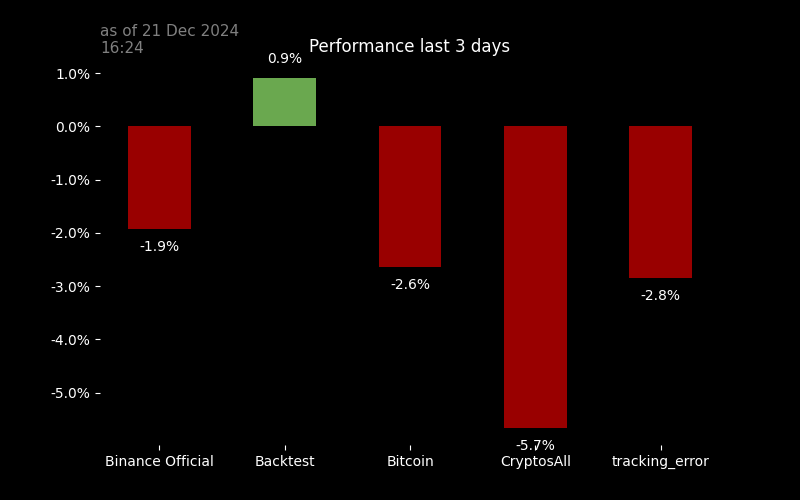 as of 21 Dec 2024
16:24
Performance last 3 days
0.9%
1.0%
0.0%
-1.0%
-2.0%
-1.9%
-3.0%
-2.6%
-2.8%
-4.0%
-5.0%
-5.7%
Binance Official
Backtest
Bitcoin
CryptosAll
tracking_error